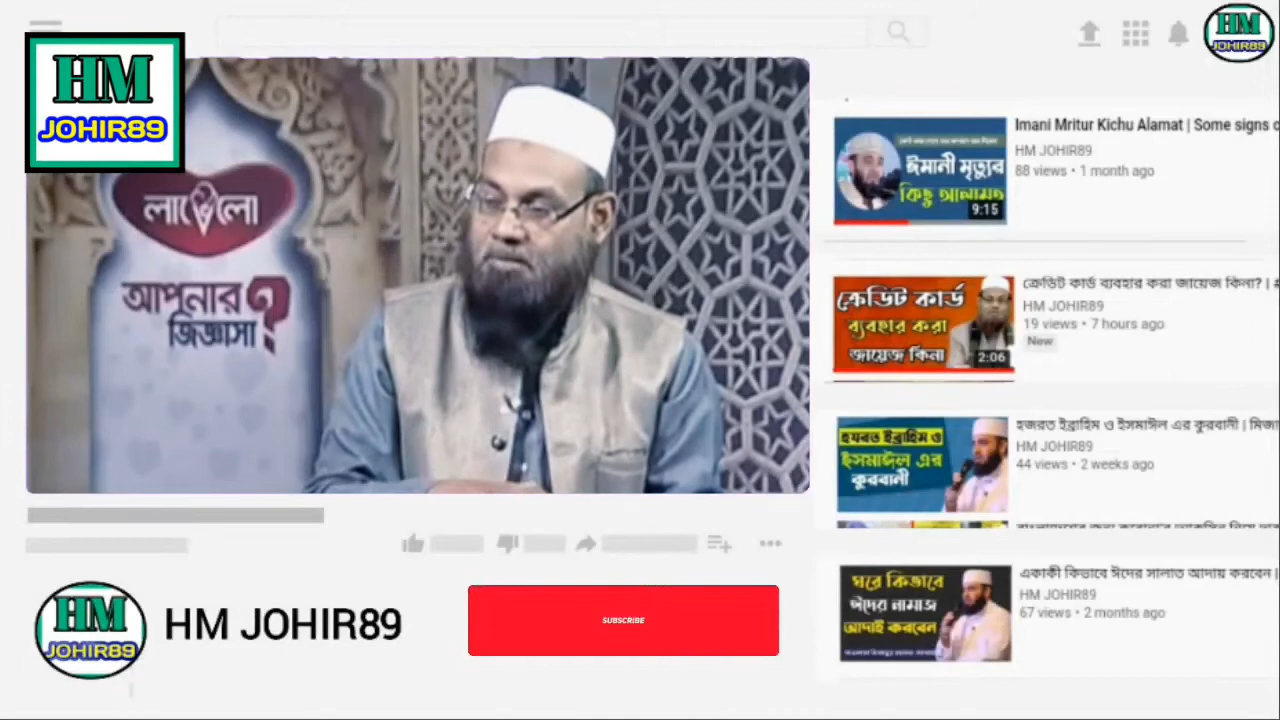 HM
JOHIR89
HM
JOHIR89
আপনার
জিজ্ঞাসা?
Imani Mritur Kichu Alamat | Some signs
HM JOHIR89
88 views • 1 month ago
ঈমানী মৃত্যুর
কিছু আলামত
9:15
ক্রেডিট কার্ড
ব্যবহার করা
জায়েজ কিনা
2:06
ক্রেডিট কার্ড ব্যবহার করা জায়েজ কিনা? | #
HM JOHIR89
19 views • 7 hours ago
New
হযরত ইব্রাহিম ও
ইসমাঈল এর
কুরবানী
হজরত ইব্রাহিম ও ইসমাঈল এর কুরবানী | মিজা
HM JOHIR89
44 views • 2 weeks ago
ঘরে কিভাবে
ঈদের নামাজ
আদাই করবেন
একাকী কিভাবে ঈদের সালাত আদায় করবেন |
HM JOHIR89
67 views • 2 months ago
HM
JOHIR89
HM JOHIR89
SUBSCRIBE